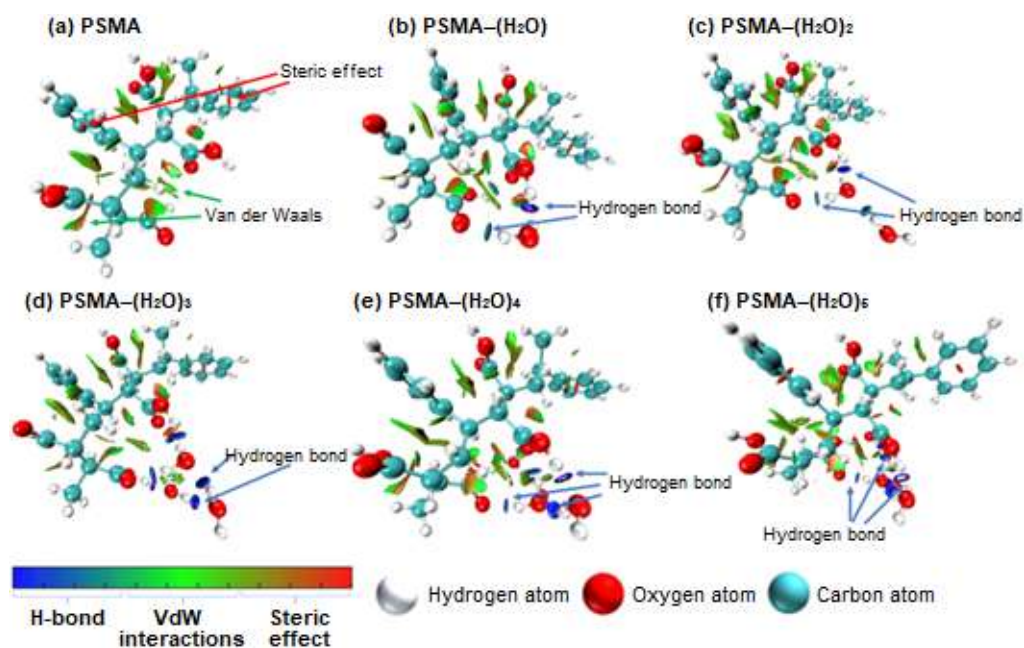 (a) PSMA
(b) PSMA–(H2O)
(c) PSMA–(H2O)2
Steric effect
Van der Waals
Hydrogen bond
Hydrogen bond
(d) PSMA–(H2O)3
(e) PSMA–(H2O)4
(f) PSMA–(H2O)5
Hydrogen bond
Hydrogen bond
Hydrogen bond
H-bond
VdW
interactions
Steric
effect
Hydrogen atom
Oxygen atom
Carbon atom